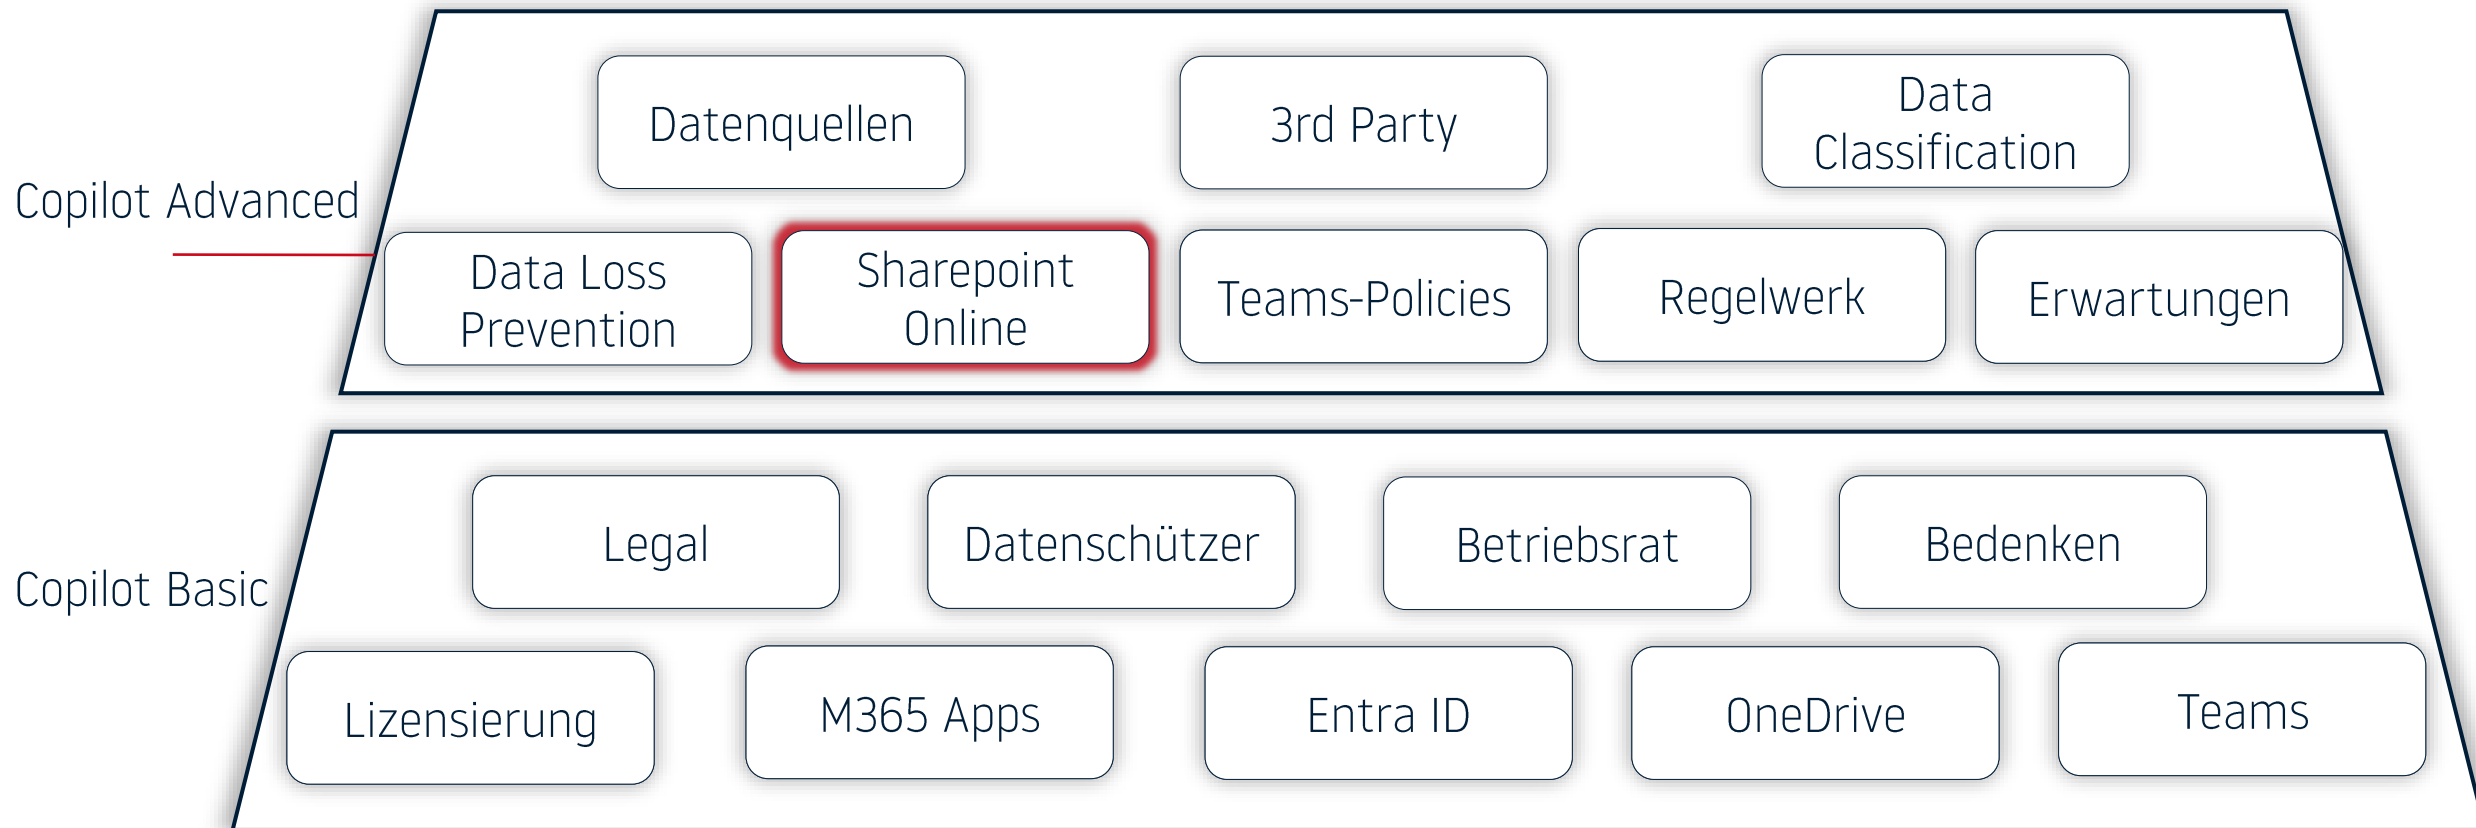 Datenquellen
3rd Party
Data
Classification
Copilot Advanced
Data Loss
Prevention
Sharepoint
Online
Teams-Policies
Regelwerk
Erwartungen
Legal
Datenschützer
Betriebsrat
Bedenken
Copilot Basic
Lizensierung
M365 Apps
Entra ID
OneDrive
Teams